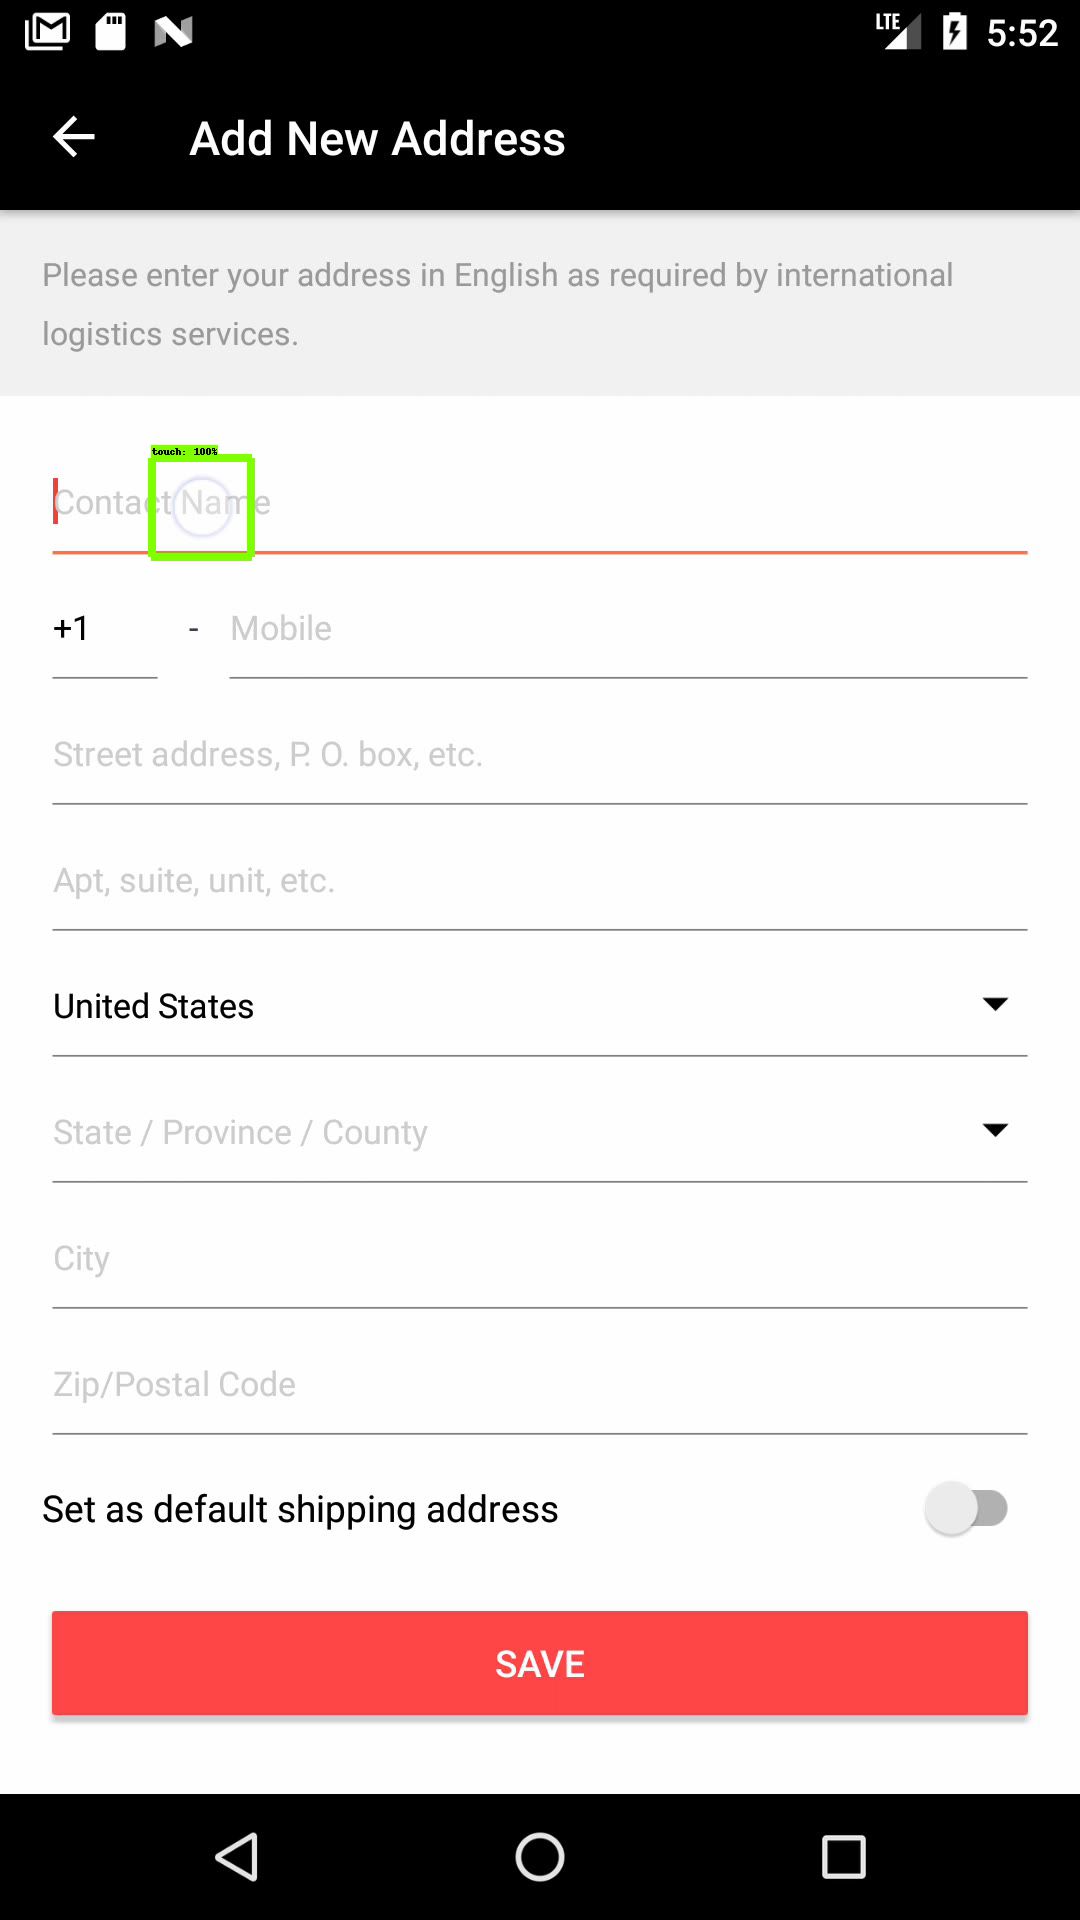 LTE 5:52
Add New Address
Please enter your address in English as required by international
logistics services.
touch: 100%
Contact Name
+1 - Mobile
Street address, P. O. box, etc.
Apt, suite, unit, etc.
United States
State / Province / County
City
Zip/Postal Code
Set as default shipping address
SAVE